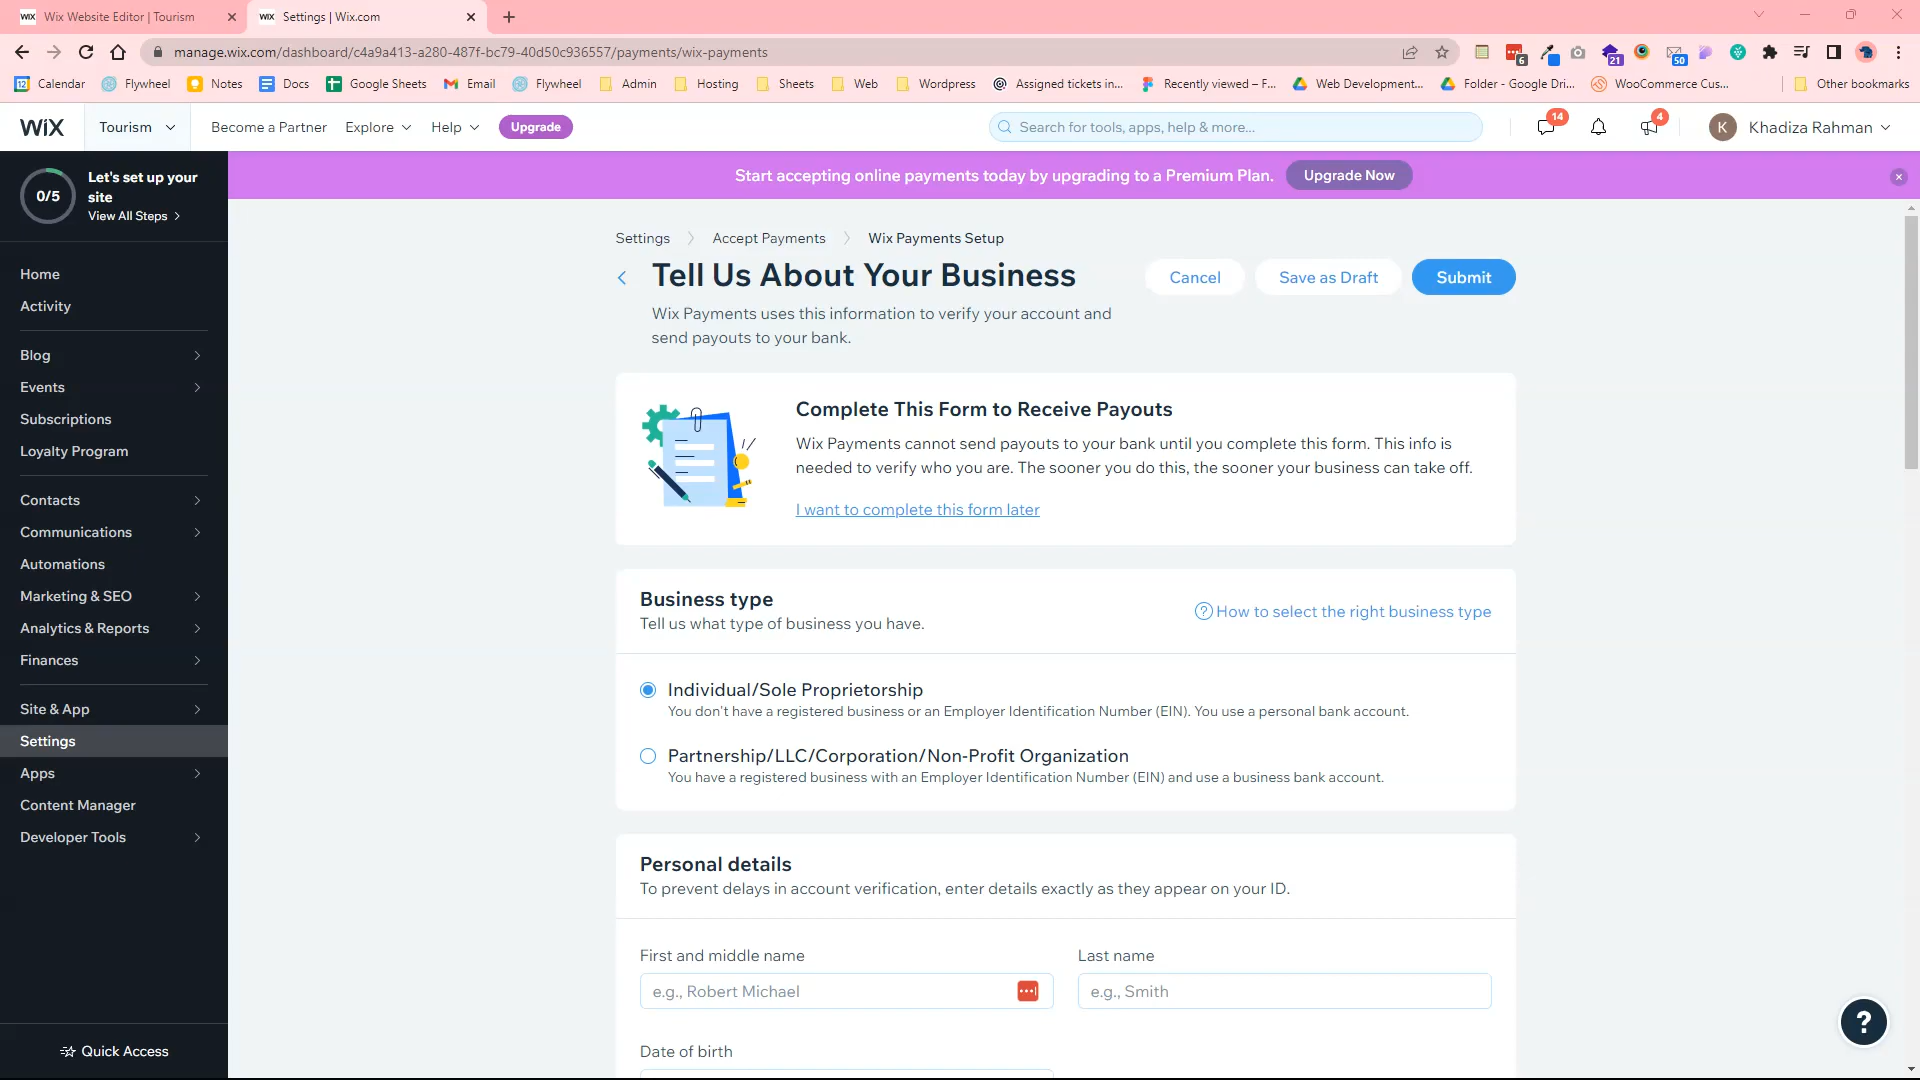 Wix Website Editor | Tourism
Settings | Wix.com
manage.wix.com/dashboard/c4a9a413-a280-487f-bc79-40d50c936557/payments/wix-payments
6
21
50
12
Calendar
Flywheel
Notes
Docs
Google Sheets
Email
Flywheel
Admin
Hosting
Sheets
Web
Wordpress
Assigned tickets in...
Recently viewed – F...
Web Development...
Folder - Google Dri...
WooCommerce Cus...
Other bookmarks
WiX
Tourism
Become a Partner
Explore
Help
Upgrade
Search for tools, apps, help & more...
14
4
K
Khadiza Rahman
0/5
Let's set up your
site
View All Steps
Start accepting online payments today by upgrading to a Premium Plan.
Upgrade Now
Home
Activity
Blog
Events
Subscriptions
Loyalty Program
Contacts
Communications
Automations
Marketing & SEO
Analytics & Reports
Finances
Site & App
Settings
Apps
Content Manager
Developer Tools
Quick Access
Settings
Accept Payments
Wix Payments Setup
Tell Us About Your Business
Cancel
Save as Draft
Submit
Wix Payments uses this information to verify your account and
send payouts to your bank.
Complete This Form to Receive Payouts
Wix Payments cannot send payouts to your bank until you complete this form. This info is
needed to verify who you are. The sooner you do this, the sooner your business can take off.
I want to complete this form later
Business type
Tell us what type of business you have.
? How to select the right business type
Individual/Sole Proprietorship
You don't have a registered business or an Employer Identification Number (EIN). You use a personal bank account.
Partnership/LLC/Corporation/Non-Profit Organization
You have a registered business with an Employer Identification Number (EIN) and use a business bank account.
Personal details
To prevent delays in account verification, enter details exactly as they appear on your ID.
First and middle name
Last name
e.g., Robert Michael
e.g., Smith
Date of birth
?